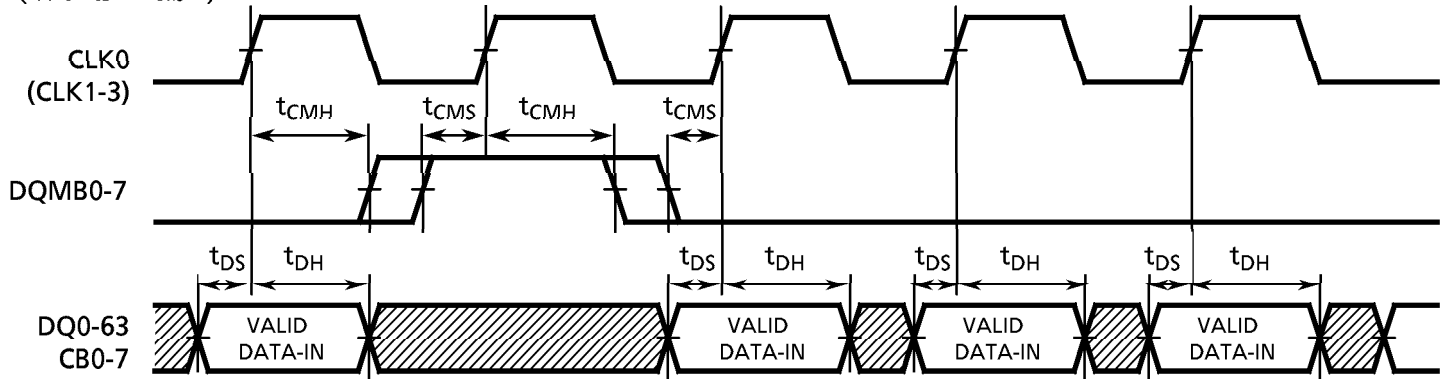 CLK0
(CLK1-3)
tCMH tCMS tCMH tCMS
DQMB0-7
tDS tDH tDS tDH tDS tDH tDS tDH
DQ0-63
CB0-7
VALID DATA-IN
VALID DATA-IN
VALID DATA-IN
VALID DATA-IN